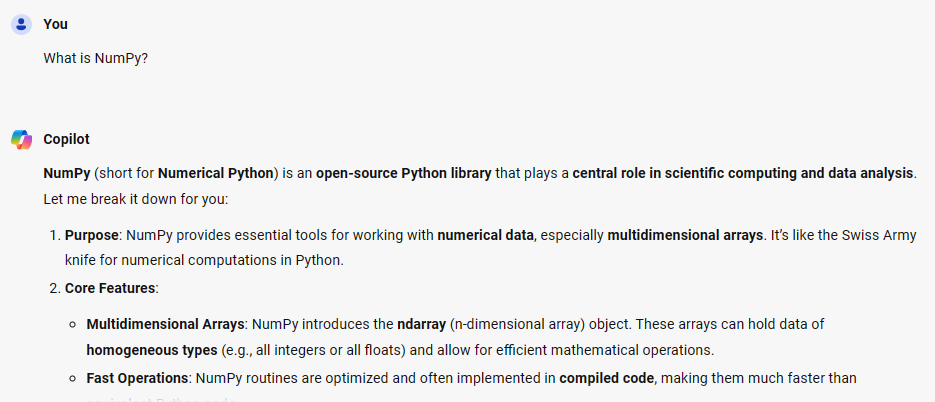 You
What is NumPy?
Copilot
NumPy (short for Numerical Python) is an open-source Python library that plays a central role in scientific computing and data analysis.
Let me break it down for you:
1. Purpose: NumPy provides essential tools for working with numerical data, especially multidimensional arrays. It’s like the Swiss Army
knife for numerical computations in Python.
2. Core Features:
Multidimensional Arrays: NumPy introduces the ndarray (n-dimensional array) object. These arrays can hold data of
homogeneous types (e.g., all integers or all floats) and allow for efficient mathematical operations.
Fast Operations: NumPy routines are optimized and often implemented in compiled code, making them much faster than